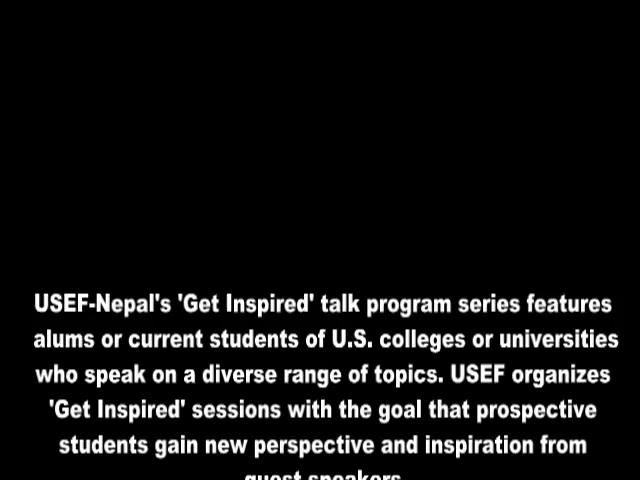 USEF-Nepal's 'Get Inspired' talk program series features
alums or current students of U.S. colleges or universities
who speak on a diverse range of topics. USEF organizes
'Get Inspired' sessions with the goal that prospective
students gain new perspective and inspiration from
guest speakers